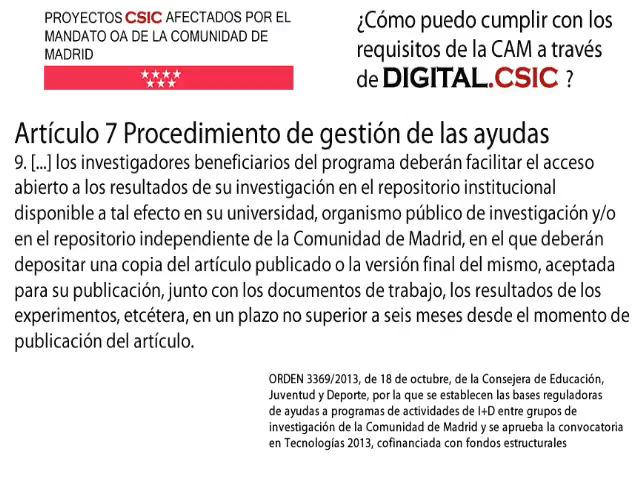 PROYECTOS CSIC AFECTADOS POR EL
MANDATO OA DE LA COMUNIDAD DE
MADRID
¿Cómo puedo cumplir con los
requisitos de la CAM a través
de DIGITAL.CSIC ?
Artículo 7 Procedimiento de gestión de las ayudas
9. [...] los investigadores beneficiarios del programa deberán facilitar el acceso
abierto a los resultados de su investigación en el repositorio institucional
disponible a tal efecto en su universidad, organismo público de investigación y/o
en el repositorio independiente de la Comunidad de Madrid, en el que deberán
depositar una copia del artículo publicado o la versión final del mismo, aceptada
para su publicación, junto con los documentos de trabajo, los resultados de los
experimentos, etcétera, en un plazo no superior a seis meses desde el momento de
publicación del artículo.
ORDEN 3369/2013, de 18 de octubre, de la Consejera de Educación,
Juventud y Deporte, por la que se establecen las bases reguladoras
de ayudas a programas de actividades de I+D entre grupos de
investigación de la Comunidad de Madrid y se aprueba la convocatoria
en Tecnologías 2013, cofinanciada con fondos estructurales